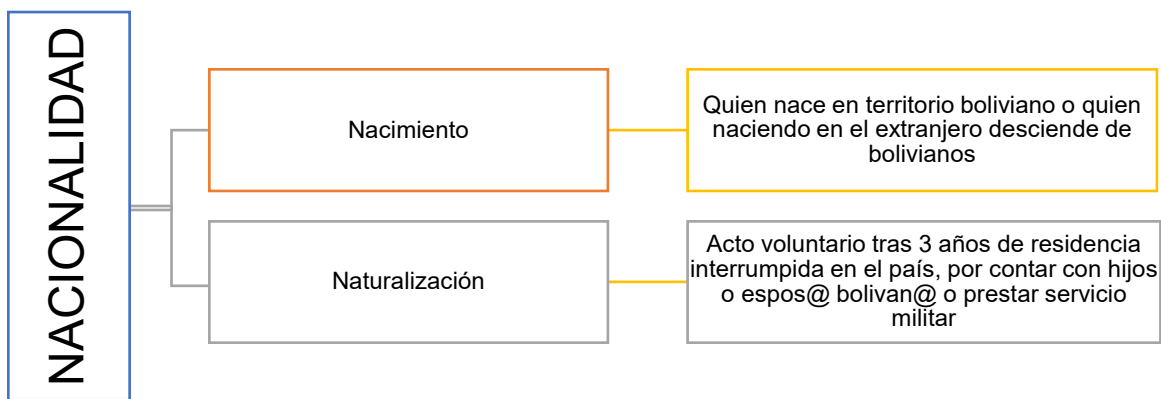 NACIONALIDAD
Nacimiento
Quien nace en territorio boliviano o quien
naciendo en el extranjero desciende de
bolivianos
Naturalización
Acto voluntario tras 3 años de residencia
interrumpida en el país, por contar con hijos
o espos@ bolivan@ o prestar servicio
militar